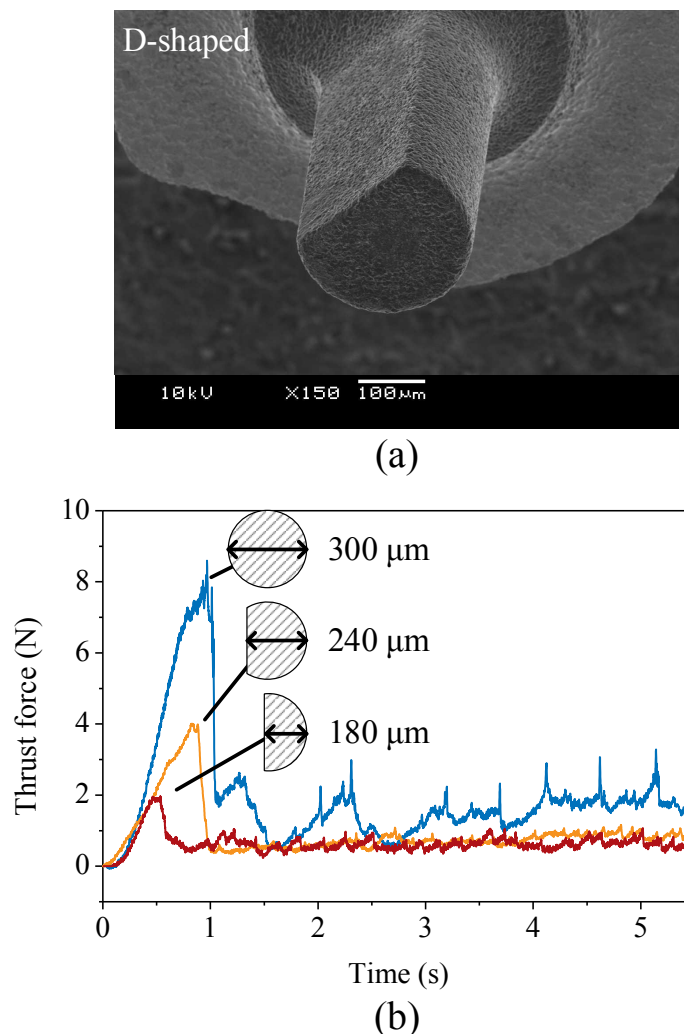 D-shaped
10kV X150 100μm
(a)
10
300 μm
8
240 μm
6
180 μm
4
2
0
Thrust force (N)
0 1 2 3 4 5
Time (s)
(b)